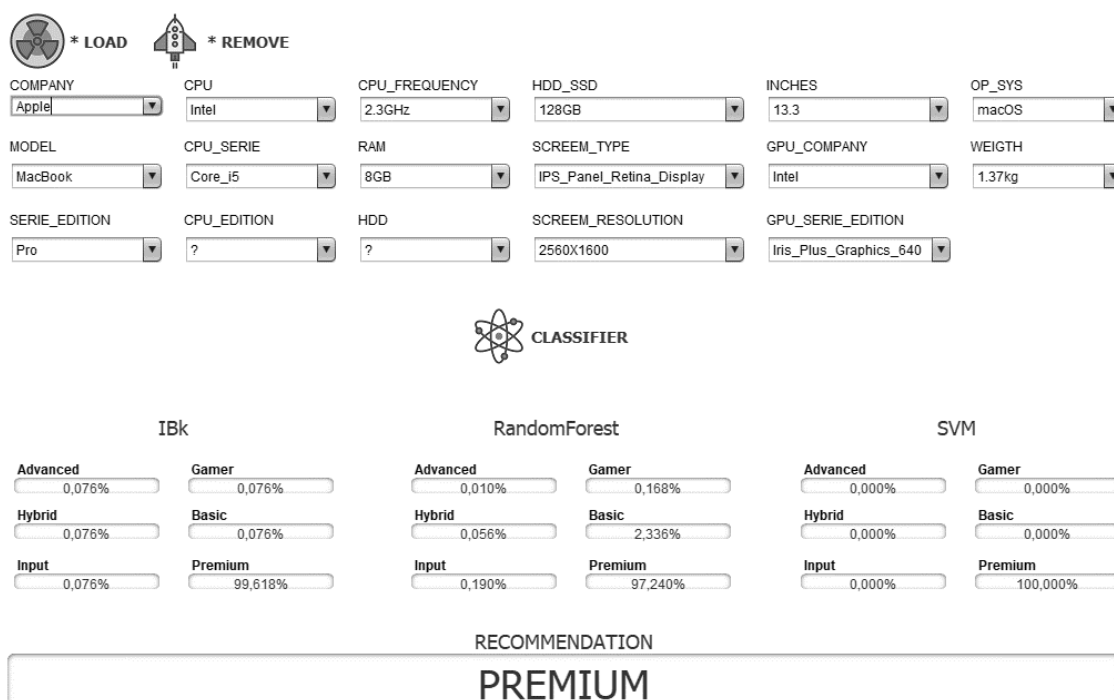 * LOAD * REMOVE
COMPANY CPU CPU_FREQUENCY HDD_SSD INCHES OP_SYS
Apple Intel 2.3GHz 128GB 13.3 macOS
MODEL CPU_SERIE RAM SCREEM_TYPE GPU_COMPANY WEIGTH
MacBook Core_i5 8GB IPS_Panel_Retina_Display Intel 1.37kg
SERIE_EDITION CPU_EDITION HDD SCREEM_RESOLUTION GPU_SERIE_EDITION
Pro ? ? 2560X1600 Iris_Plus_Graphics_640
CLASSIFIER
IBk RandomForest SVM
Advanced Gamer Advanced Gamer Advanced Gamer
0,076% 0,076% 0,010% 0,168% 0,000% 0,000%
Hybrid Basic Hybrid Basic Hybrid Basic
0,076% 0,076% 0,056% 2,336% 0,000% 0,000%
Input Premium Input Premium Input Premium
0,076% 99,618% 0,190% 97,240% 0,000% 100,000%
RECOMMENDATION
PREMIUM